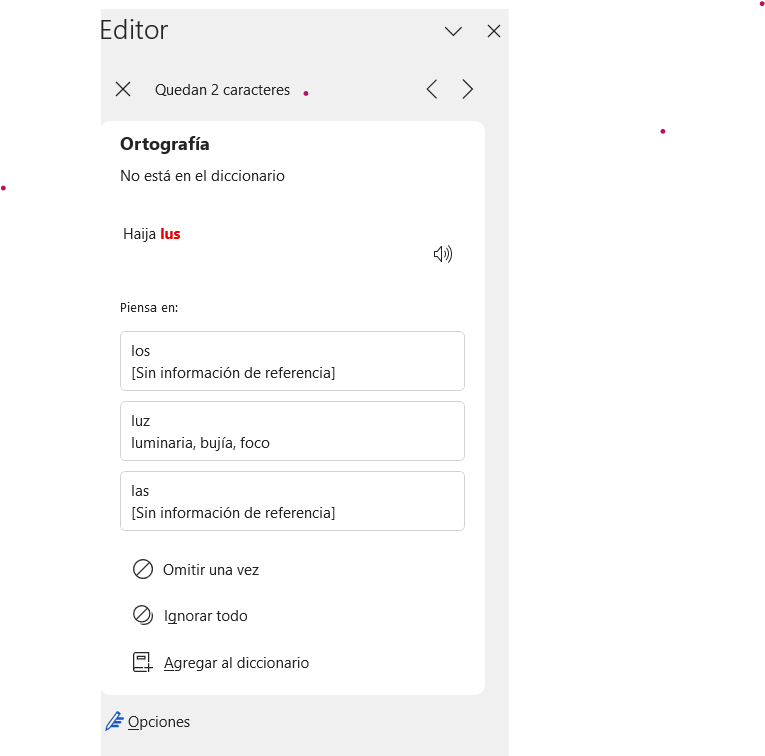 Editor
Quedan 2 caracteres
Ortografía
No está en el diccionario
Haija lus
Piensa en:
los
[Sin información de referencia]
luz
luminaria, bujía, foco
las
[Sin información de referencia]
Omitir una vez
Ignorar todo
Agregar al diccionario
Opciones